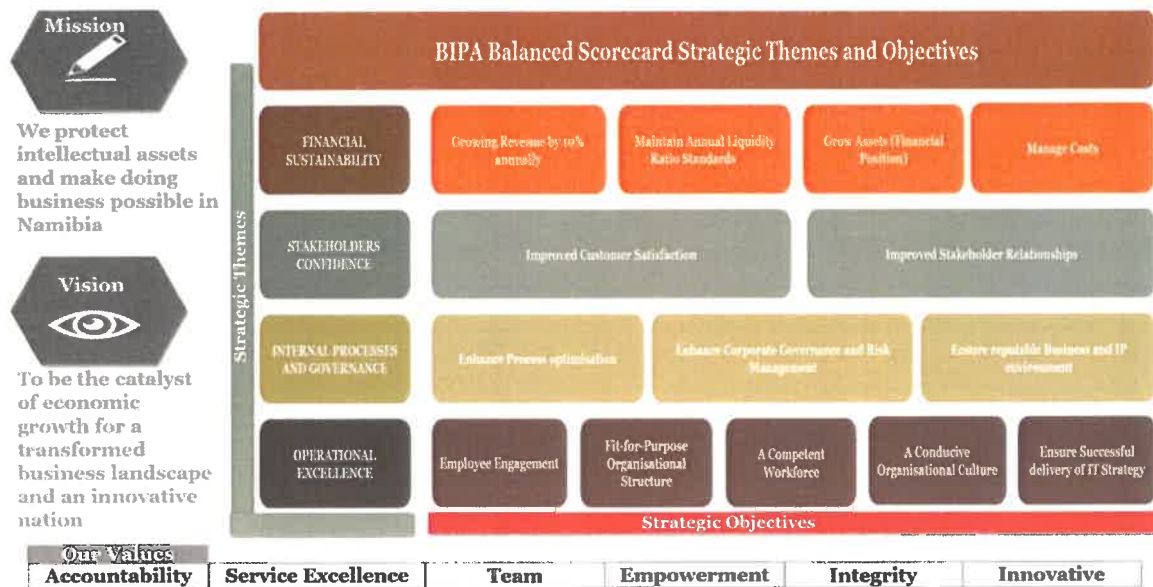 Mission
We protect
intellectual assets
and make doing
business possible in
Namibia
Vision
To be the catalyst
of economic
growth for a
transformed
business landscape
and an innovative
nation
Strategic Themes
BIPA Balanced Scorecard Strategic Themes and Objectives
FINANCIAL
SUSTAINABILITY
Growing Revenue by 10%
annually
Maintain Annual Liquidity
Ratio Standards
Grow Assets (Financial
Position)
Manage Costs
STAKEHOLDERS
CONFIDENCE
Improved Customer Satisfaction
Improved Stakeholder Relationships
INTERNAL PROCESSES
AND GOVERNANCE
Enhance Process optimisation
Enhance Corporate Governance and Risk
Management
Ensure reputable Business and IP
environment
OPERATIONAL
EXCELLENCE
Employee Engagement
Fit-for-Purpose
Organisational
Structure
A Competent
Workforce
A Conducive
Organisational Culture
Ensure Successful
delivery of IT Strategy
Strategic Objectives
Our Values
Accountability
Service Excellence
Team
Empowerment
Integrity
Innovative